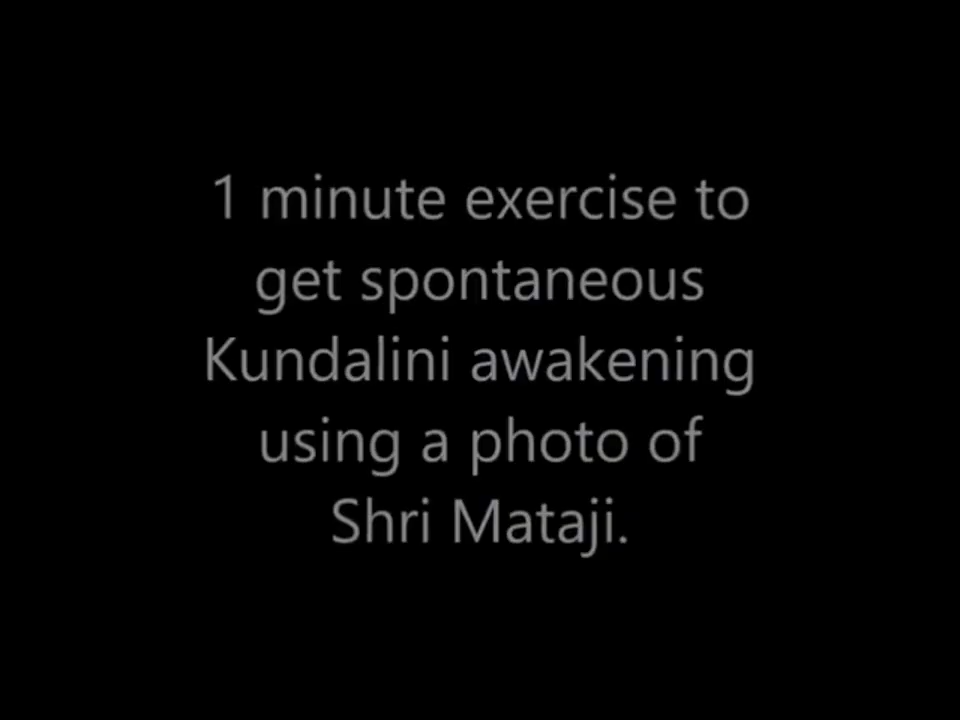 1 minute exercise to
get spontaneous
Kundalini awakening
using a photo of
Shri Mataji.